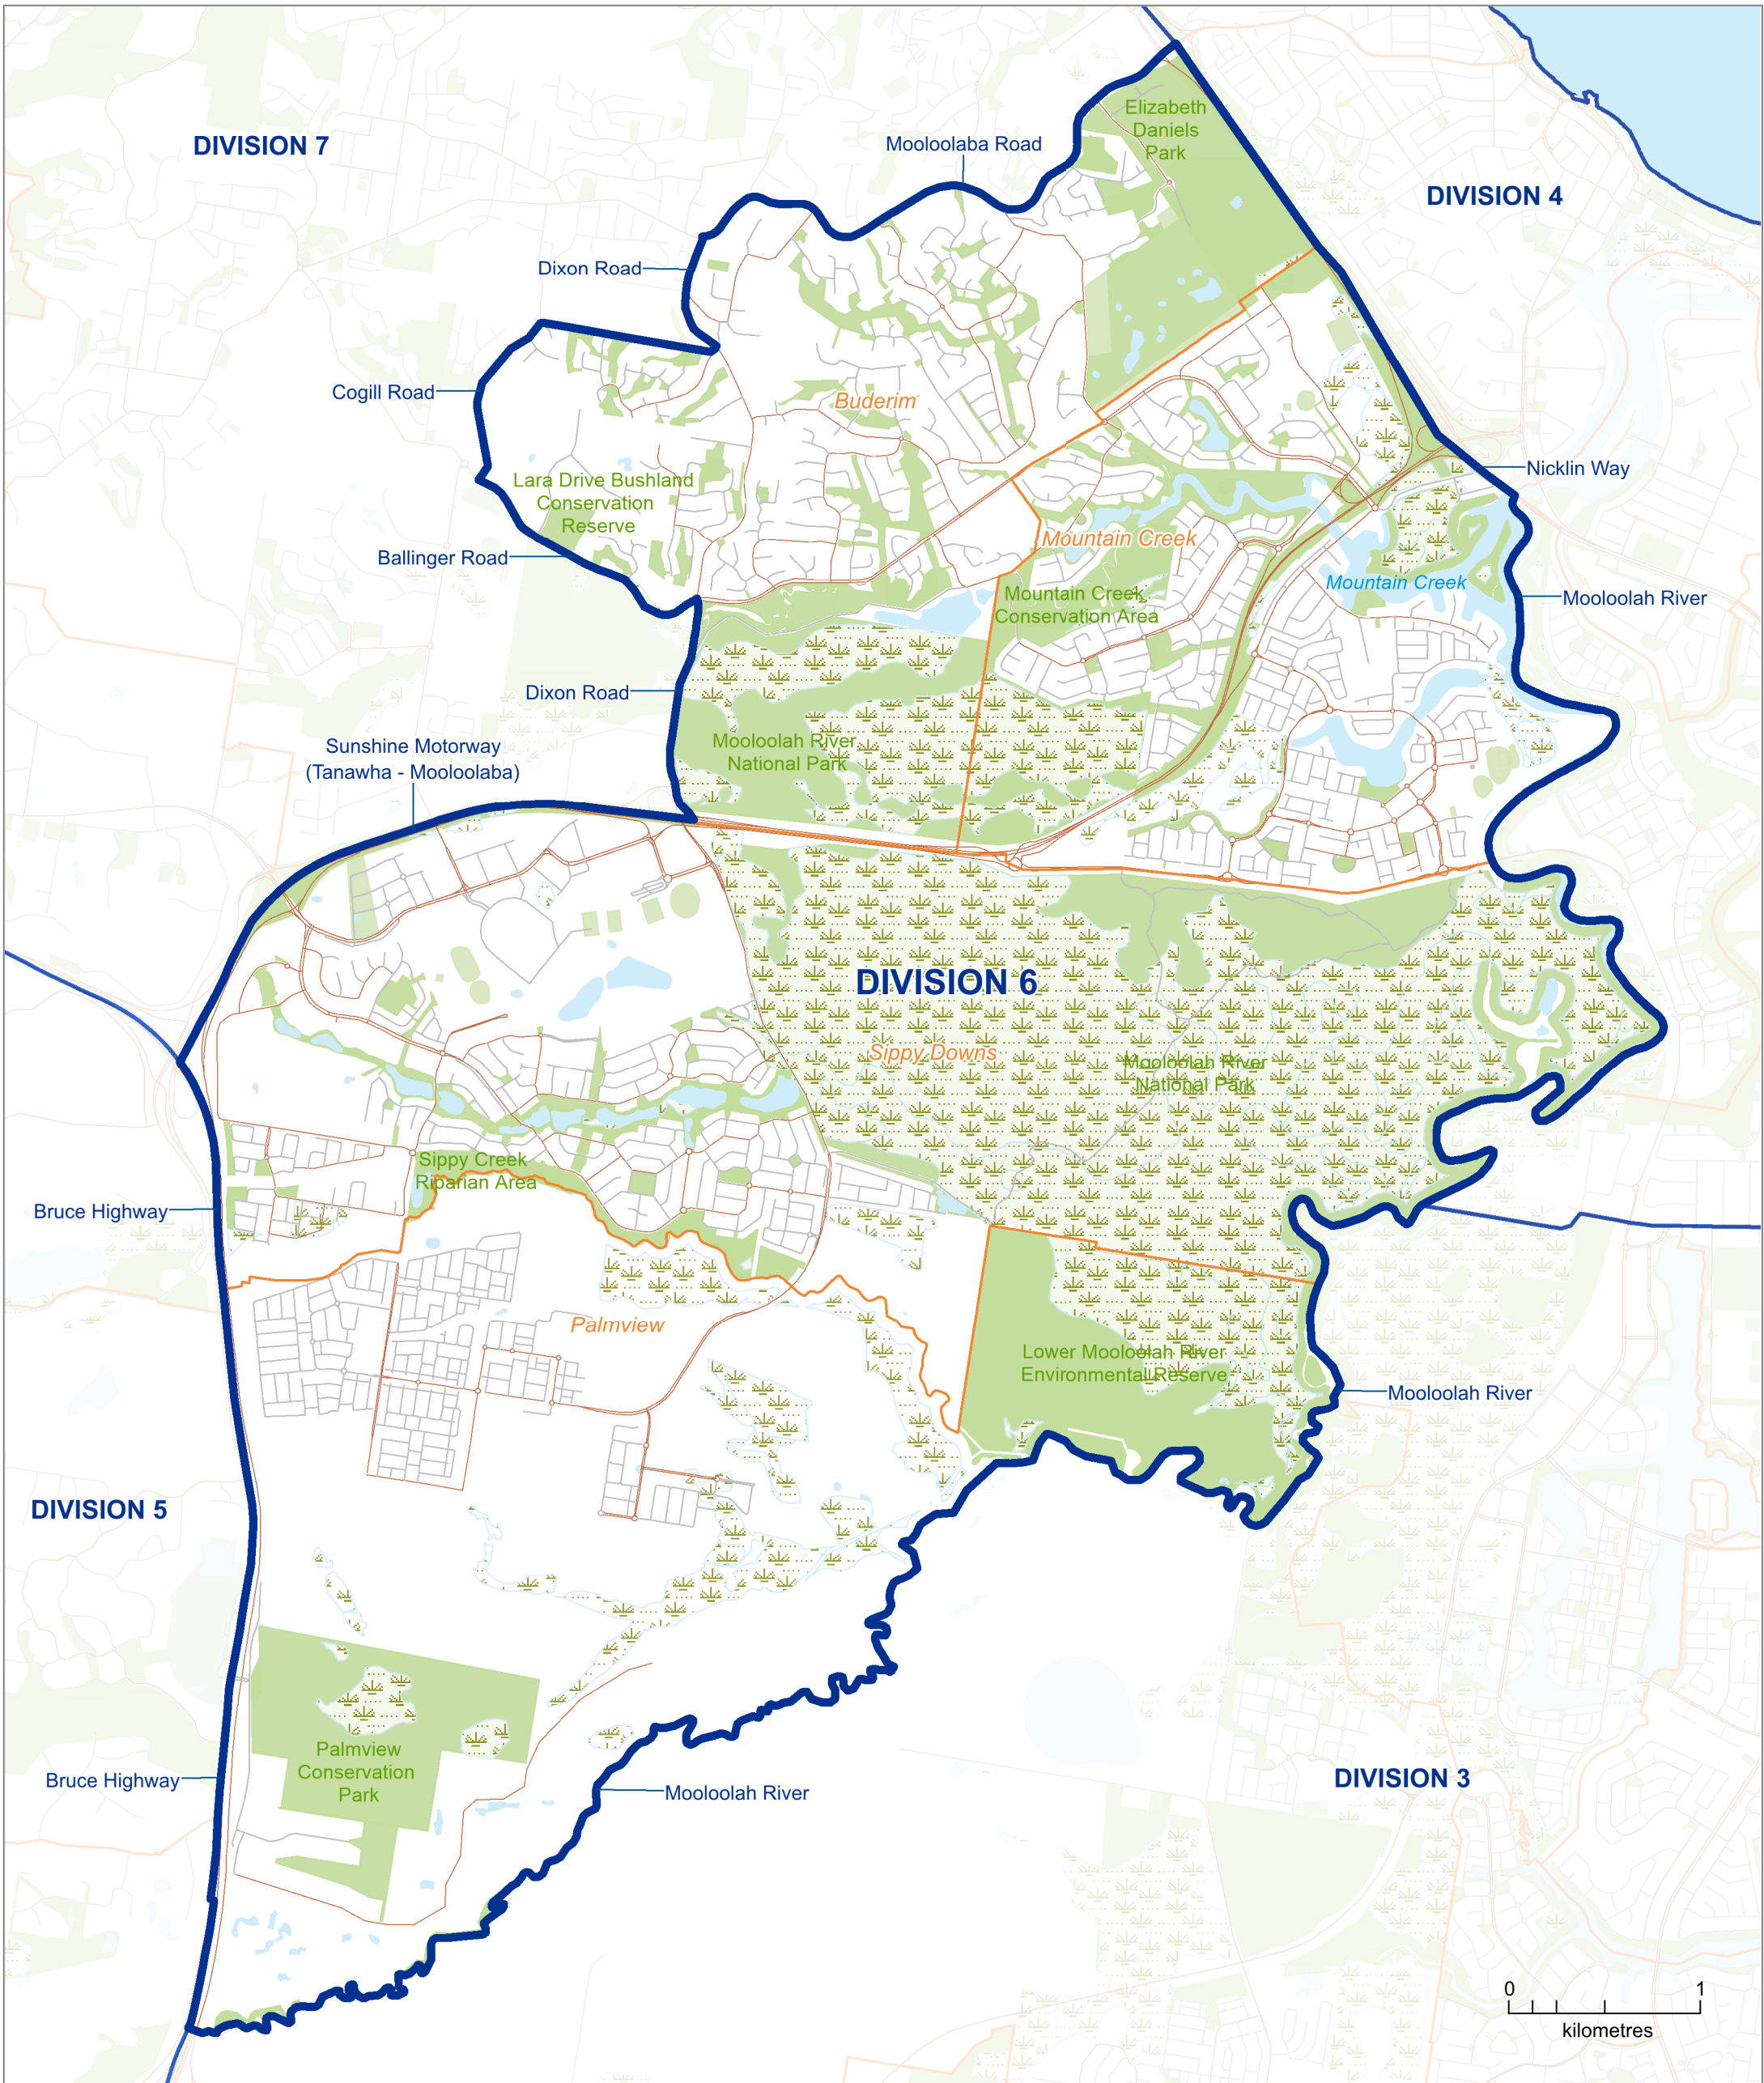 Elizabeth
Daniels
Park
DIVISION 7
Mooloolaba Road
DIVISION 4
Dixon Road
Cogill Road
Buderim
Nicklin Way
Lara Drive Bushland
Conservation
Reserve
Mountain Creek
Ballinger Road
Mountain Creek
Mountain Creek
Conservation Area
Mooloolah River
Dixon Road
Mooloolah River
National Park
Sunshine Motorway
(Tanawha - Mooloolaba)
DIVISION 6
Sippy Downs
Mooloolah River
National Park
Sippy Creek
Riparian Area
Bruce Highway
Palmview
Lower Mooloolah River
Environmental Reserve
Mooloolah River
DIVISION 5
Palmview
Conservation
Park
Bruce Highway
Mooloolah River
DIVISION 3
0 1
kilometres